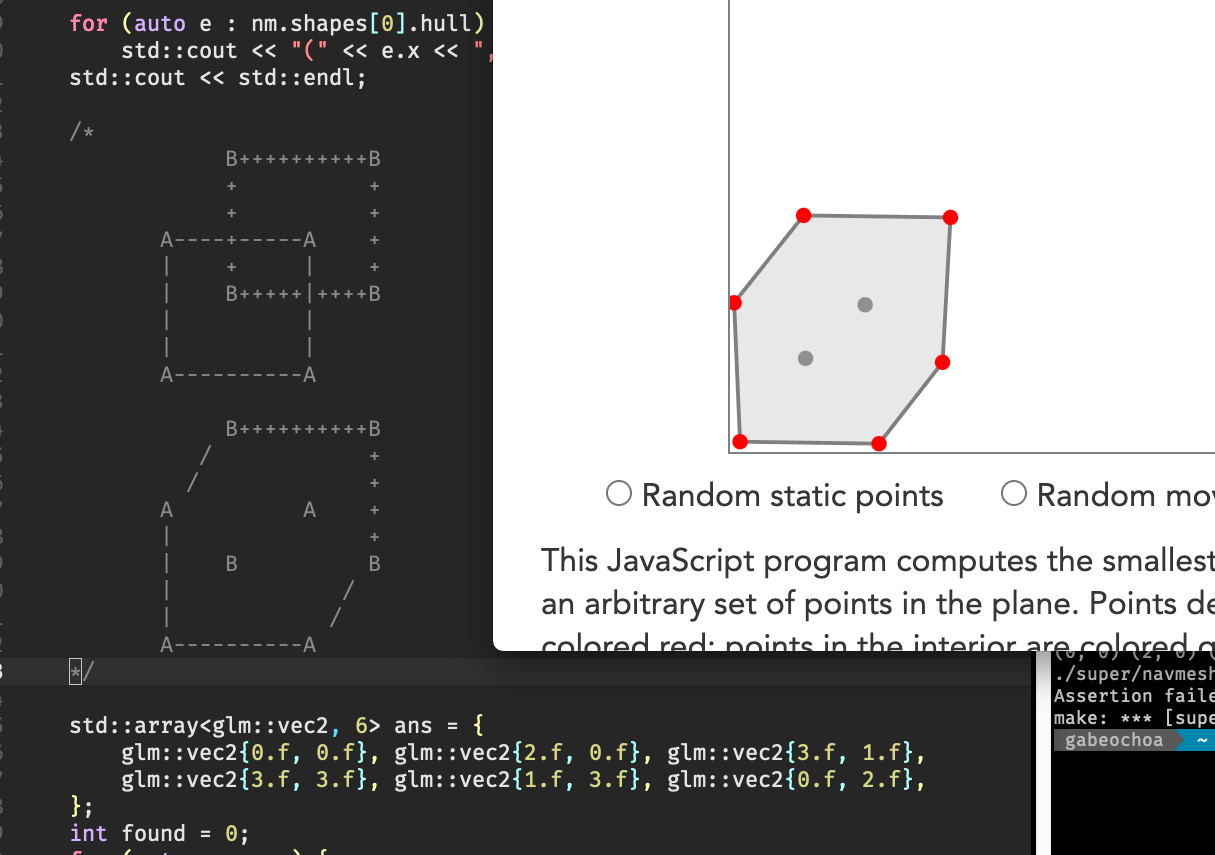 for (auto e : nm.shapes[0].hull)
std::cout << "(" << e.x << ",
std::cout << std::endl;
/*
B++++++++++B
+          +
+          +
A----+-----A    +
|    +     |    +
|    B+++++|++++B
|          |
|          |
A----------A
B++++++++++B
/            +
/             +
A          A    +
|               +
|    B          B
|             /
|            /
A----------A
*/
std::array<glm::vec2, 6> ans = {
glm::vec2{0.f, 0.f}, glm::vec2{2.f, 0.f}, glm::vec2{3.f, 1.f},
glm::vec2{3.f, 3.f}, glm::vec2{1.f, 3.f}, glm::vec2{0.f, 2.f},
};
int found = 0;
Random static points
Random mov
This JavaScript program computes the smallest
an arbitrary set of points in the plane. Points de
colored red; points in the interior are colored g
(0, 0) (2, 0) (
./super/navmesh
Assertion faile
make: *** [supe
gabeochoa ~